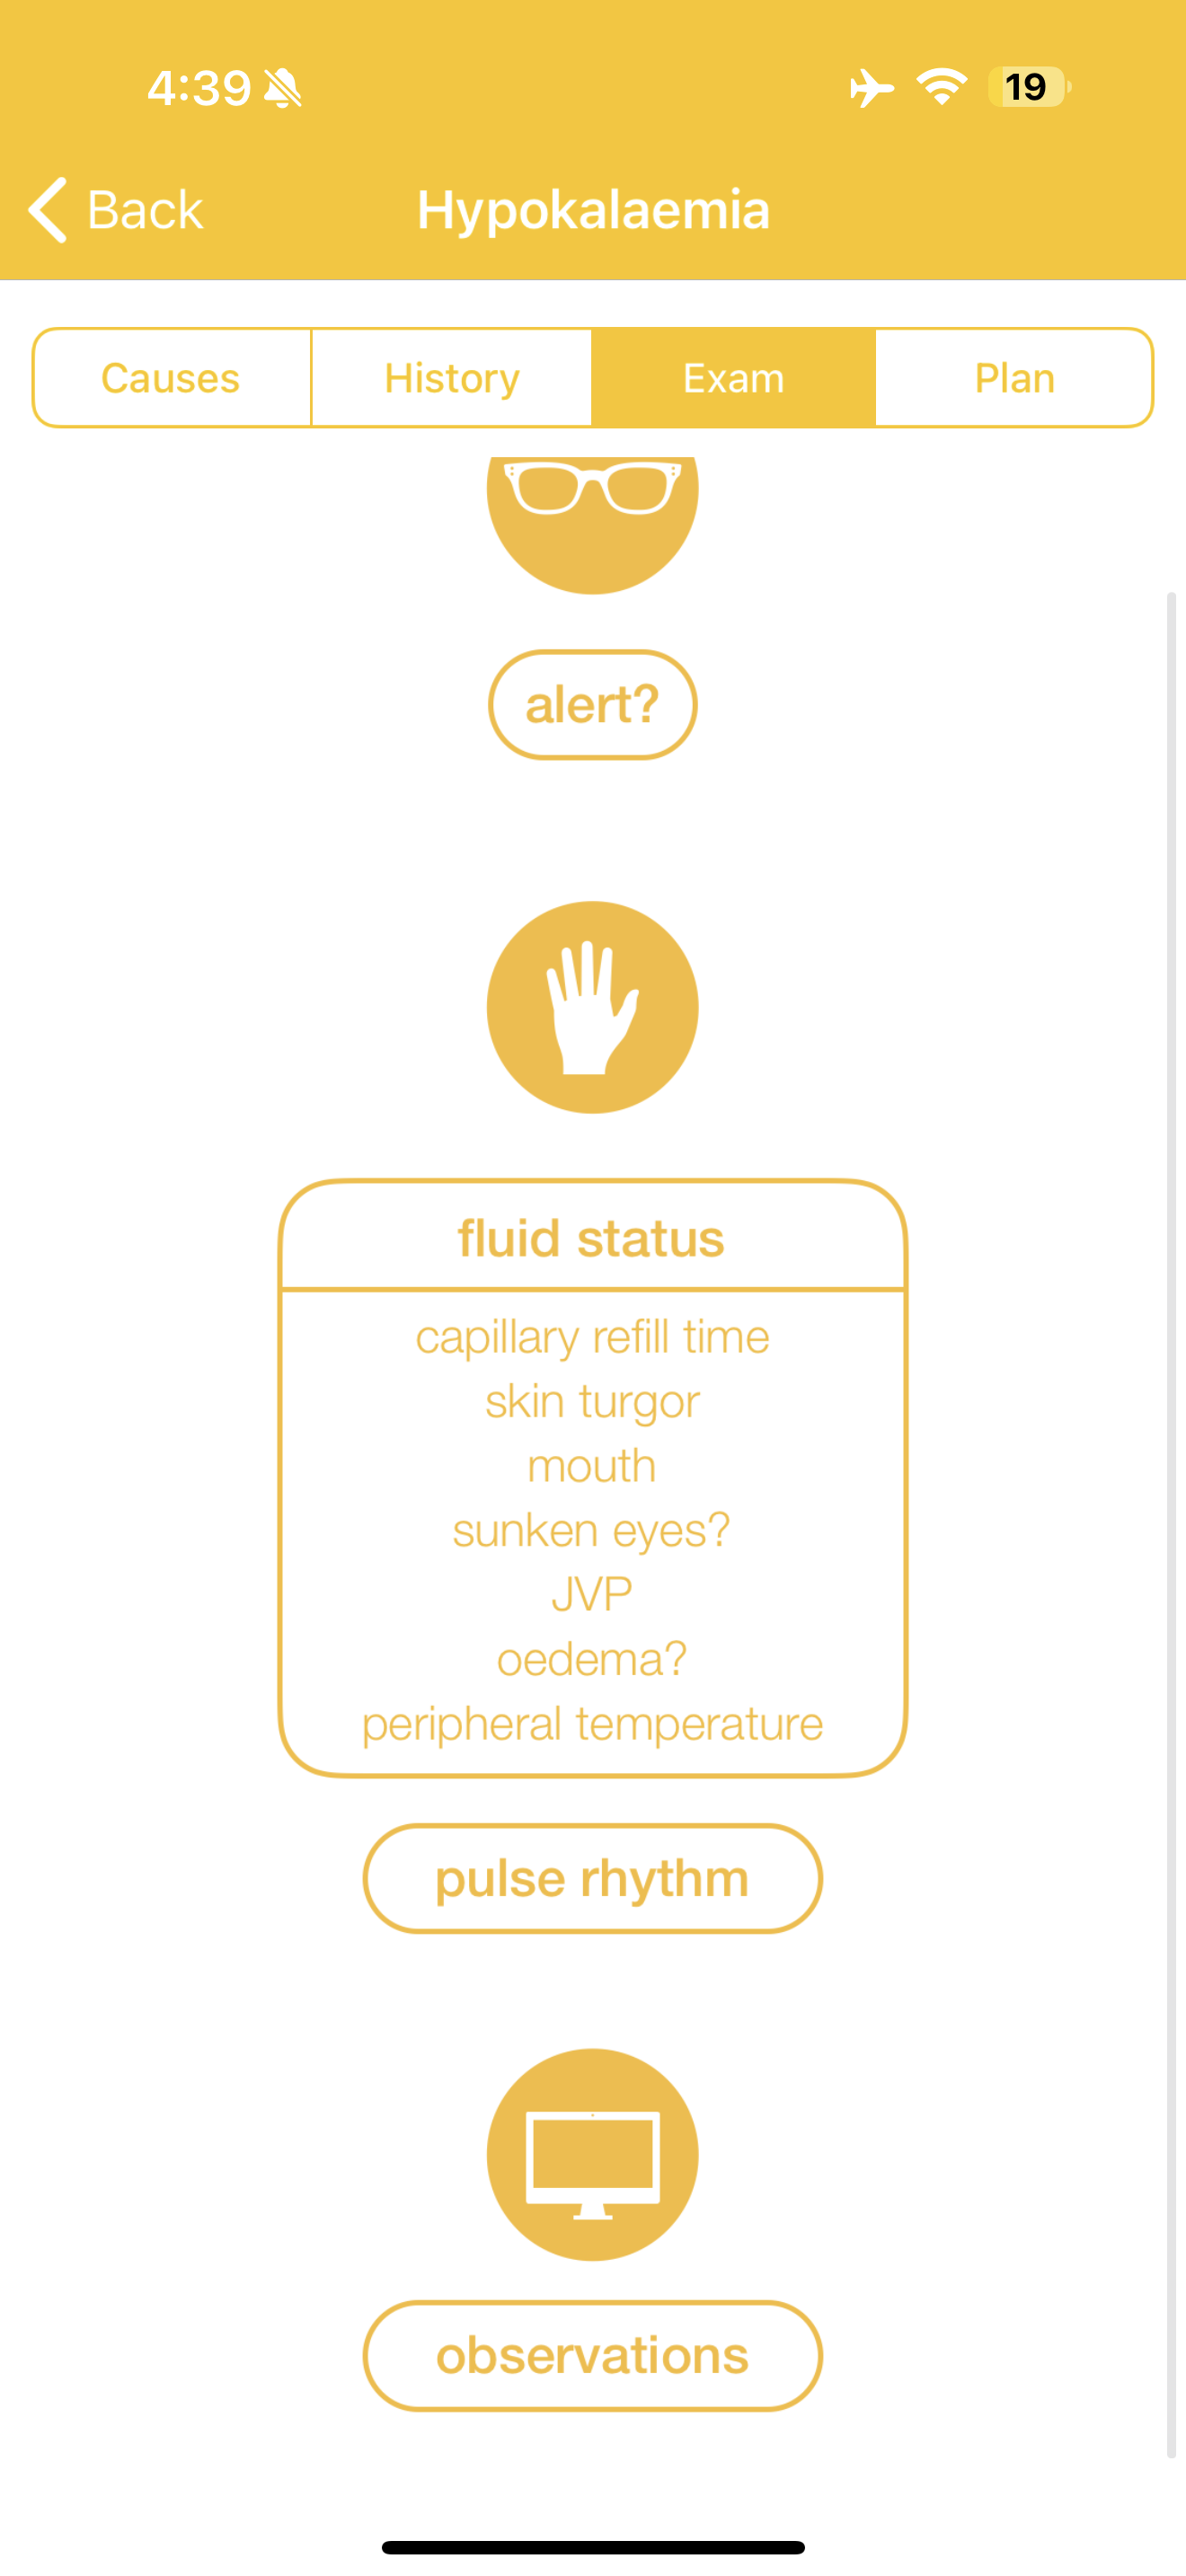 4:39
19
Back
Hypokalaemia
Causes
History
Exam
Plan
alert?
fluid status
capillary refill time
skin turgor
mouth
sunken eyes?
JVP
oedema?
peripheral temperature
pulse rhythm
observations